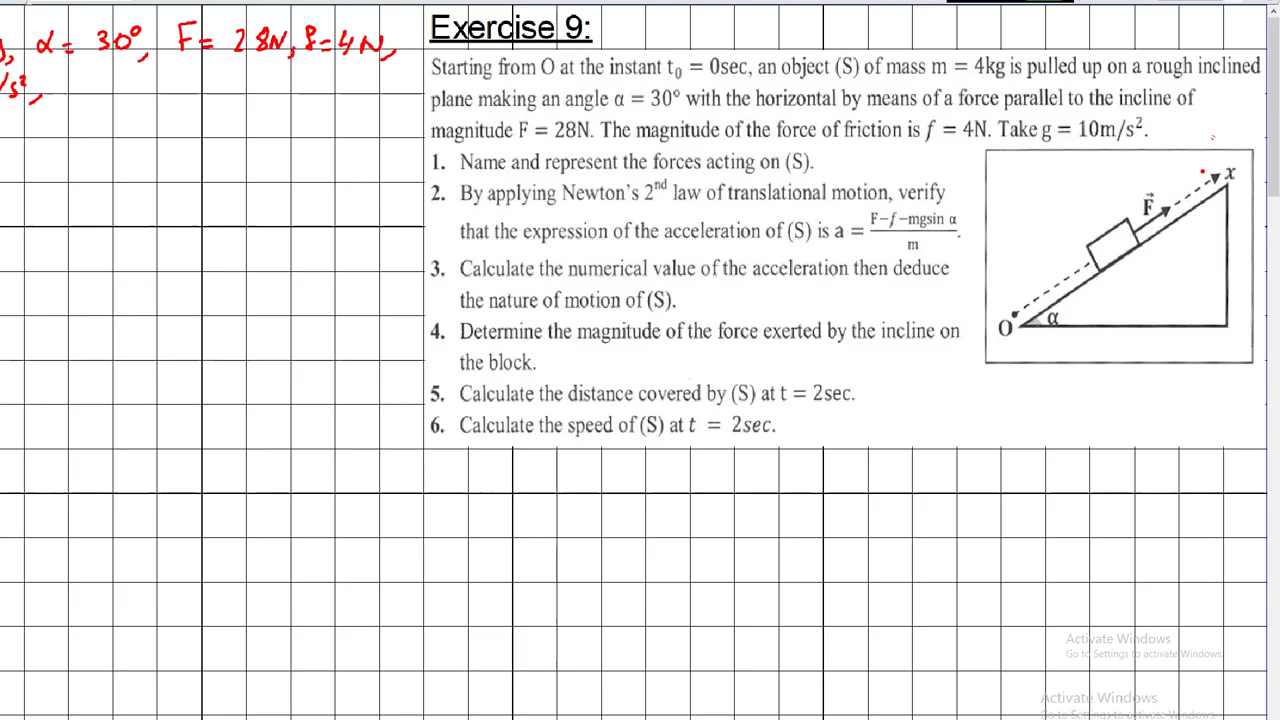 α = 30°, F = 28N, f = 4N,
/s²,
Exercise 9:
Starting from O at the instant t₀ = 0sec, an object (S) of mass m = 4kg is pulled up on a rough inclined
plane making an angle α = 30° with the horizontal by means of a force parallel to the incline of
magnitude F = 28N. The magnitude of the force of friction is f = 4N. Take g = 10m/s².
1. Name and represent the forces acting on (S).
2. By applying Newton's 2nd law of translational motion, verify
that the expression of the acceleration of (S) is a = F−f−mgsin α / m.
3. Calculate the numerical value of the acceleration then deduce
the nature of motion of (S).
4. Determine the magnitude of the force exerted by the incline on
the block.
5. Calculate the distance covered by (S) at t = 2sec.
6. Calculate the speed of (S) at t = 2sec.
x
F⃗
O
α
Activate Windows
Go to Settings to activate Windows.
Activate Windows
Go to Settings to activate Windows.